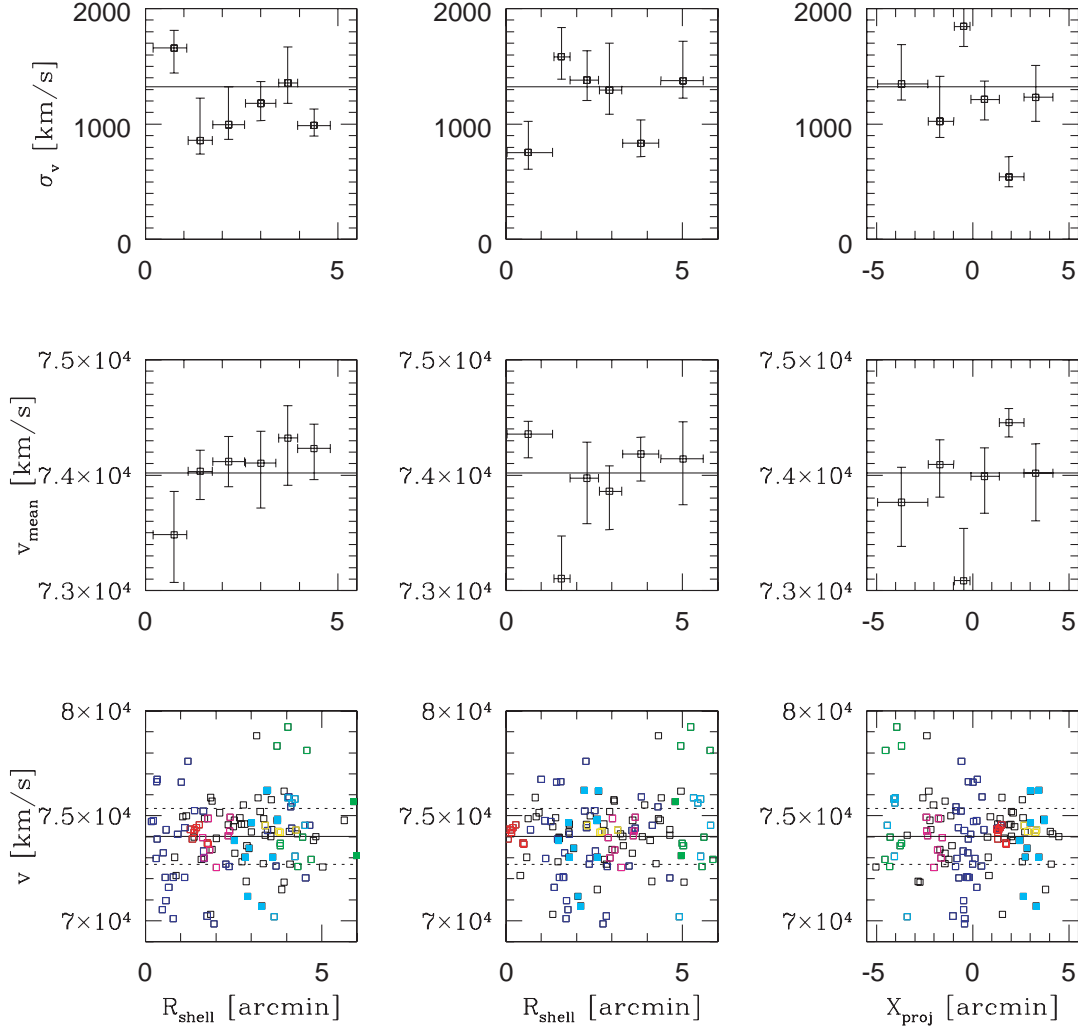 2000 2000 2000
1000 1000 1000
0 0 0
σv [km/s]
0 5 0 5 -5 0 5
7.5×10⁴ 7.5×10⁴ 7.5×10⁴
7.4×10⁴ 7.4×10⁴ 7.4×10⁴
7.3×10⁴ 7.3×10⁴ 7.3×10⁴
vmean [km/s]
0 5 0 5 -5 0 5
8×10⁴ 8×10⁴ 8×10⁴
7.5×10⁴ 7.5×10⁴ 7.5×10⁴
7×10⁴ 7×10⁴ 7×10⁴
v [km/s]
0 5 0 5 -5 0 5
Rshell [arcmin] Rshell [arcmin] Xproj [arcmin]